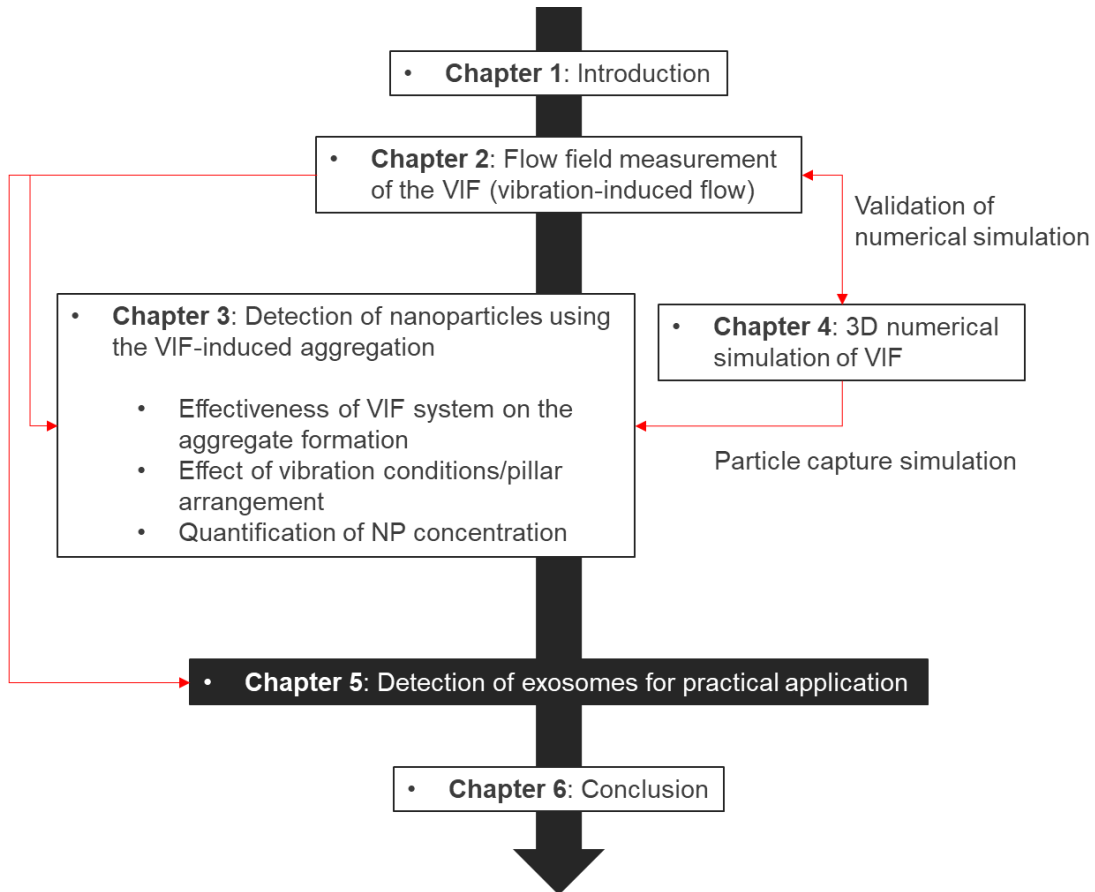 • Chapter 1: Introduction
• Chapter 2: Flow field measurement
of the VIF (vibration-induced flow)
Validation of
numerical simulation
• Chapter 3: Detection of nanoparticles using
the VIF-induced aggregation
• Effectiveness of VIF system on the
aggregate formation
• Effect of vibration conditions/pillar
arrangement
• Quantification of NP concentration
• Chapter 4: 3D numerical
simulation of VIF
Particle capture simulation
• Chapter 5: Detection of exosomes for practical application
• Chapter 6: Conclusion